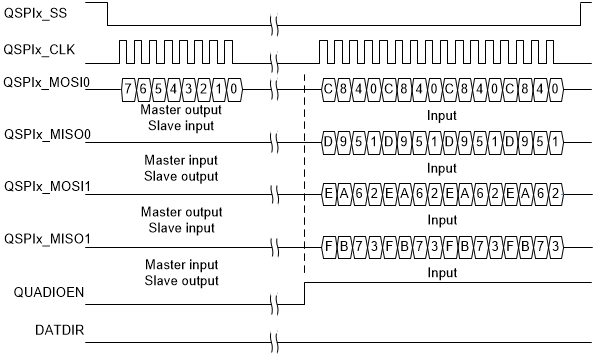 QSPIx_SS
QSPIx_CLK
QSPIx_MOSI0 7 6 5 4 3 2 1 0 C 8 4 0 C 8 4 0 C 8 4 0 C 8 4 0
Master output
Slave input
Input
QSPIx_MISO0 D 9 5 1 D 9 5 1 D 9 5 1 D 9 5 1
Master input
Slave output
Input
QSPIx_MOSI1 E A 6 2 E A 6 2 E A 6 2 E A 6 2
Master output
Slave input
Input
QSPIx_MISO1 F B 7 3 F B 7 3 F B 7 3 F B 7 3
Master input
Slave output
Input
QUADIOEN
DATDIR